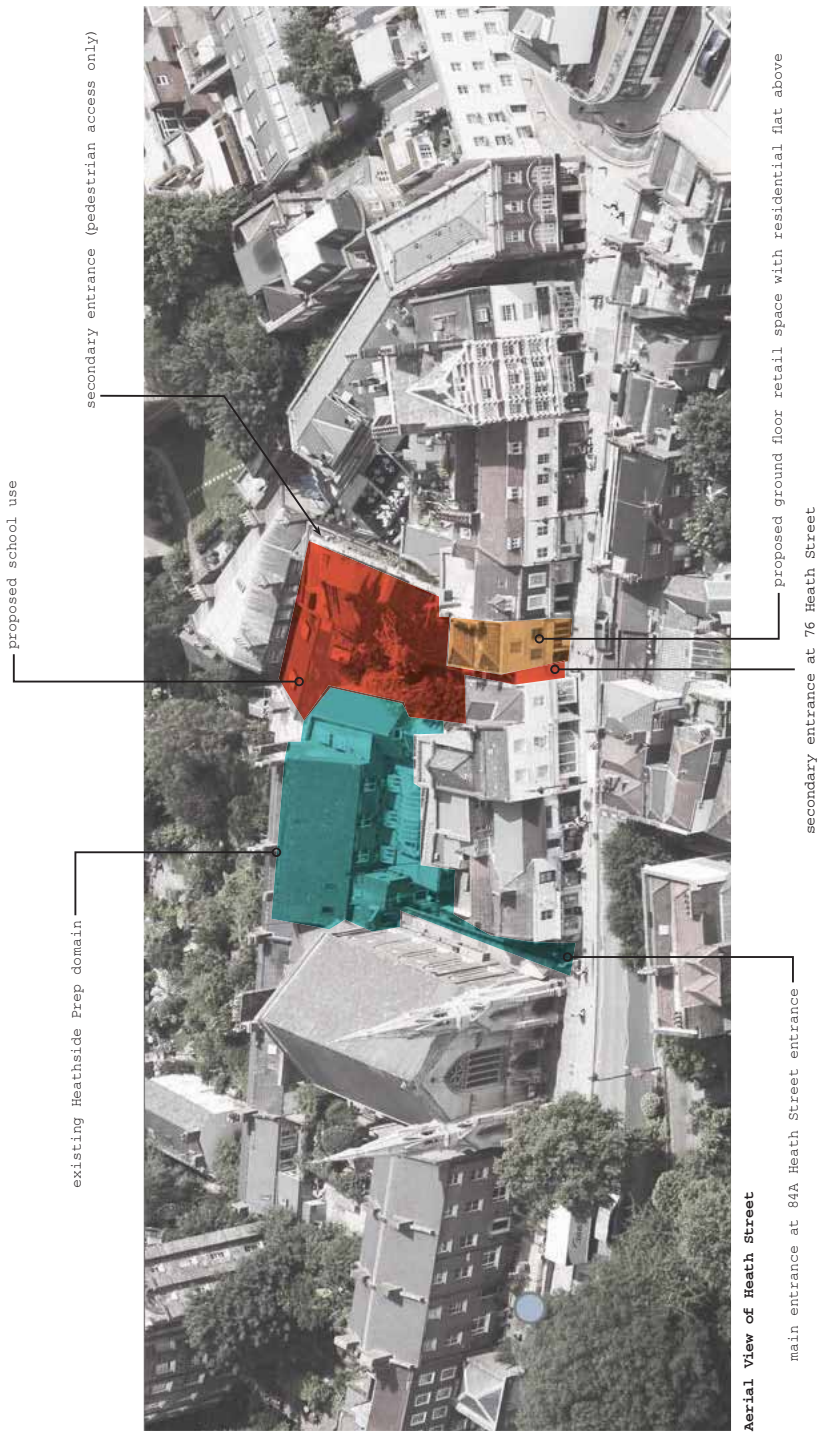 secondary entrance (pedestrian access only)
proposed school use
existing Heathside Prep domain
proposed ground floor retail space with residential flat above
secondary entrance at 76 Heath Street
main entrance at 84A Heath Street entrance
Aerial View of Heath Street